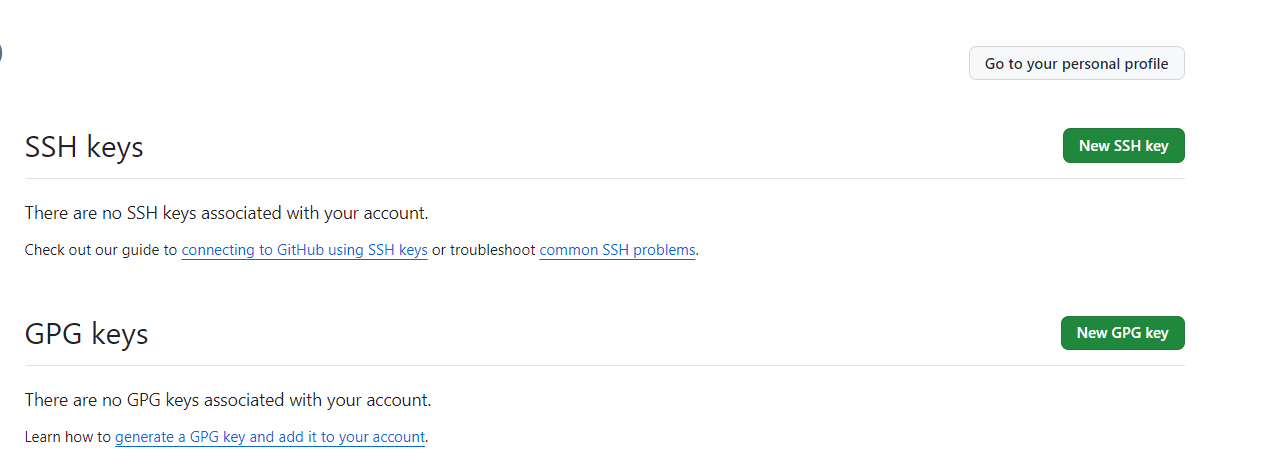 Go to your personal profile
SSH keys
New SSH key
There are no SSH keys associated with your account.
Check out our guide to connecting to GitHub using SSH keys or troubleshoot common SSH problems.
GPG keys
New GPG key
There are no GPG keys associated with your account.
Learn how to generate a GPG key and add it to your account.